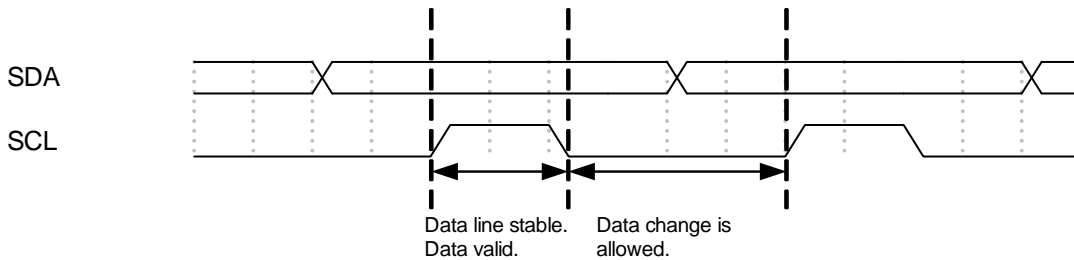 SDA
SCL
Data line stable.
Data valid.
Data change is
allowed.